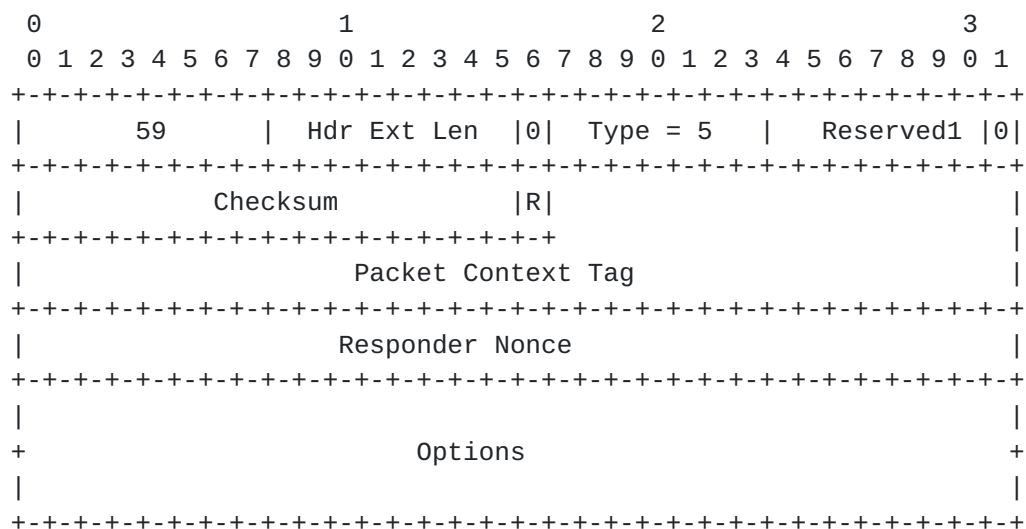 0                   1                   2                   3
 0 1 2 3 4 5 6 7 8 9 0 1 2 3 4 5 6 7 8 9 0 1 2 3 4 5 6 7 8 9 0 1
+-+-+-+-+-+-+-+-+-+-+-+-+-+-+-+-+-+-+-+-+-+-+-+-+-+-+-+-+-+-+-+-+
|       59      |  Hdr Ext Len  |0|  Type = 5   |   Reserved1 |0|
+-+-+-+-+-+-+-+-+-+-+-+-+-+-+-+-+-+-+-+-+-+-+-+-+-+-+-+-+-+-+-+-+
|            Checksum           |R|                             |
+-+-+-+-+-+-+-+-+-+-+-+-+-+-+-+-+-+                             |
|                     Packet Context Tag                        |
+-+-+-+-+-+-+-+-+-+-+-+-+-+-+-+-+-+-+-+-+-+-+-+-+-+-+-+-+-+-+-+-+
|                    Responder Nonce                            |
+-+-+-+-+-+-+-+-+-+-+-+-+-+-+-+-+-+-+-+-+-+-+-+-+-+-+-+-+-+-+-+-+
|                                                               |
+                         Options                               +
|                                                               |
+-+-+-+-+-+-+-+-+-+-+-+-+-+-+-+-+-+-+-+-+-+-+-+-+-+-+-+-+-+-+-+-+